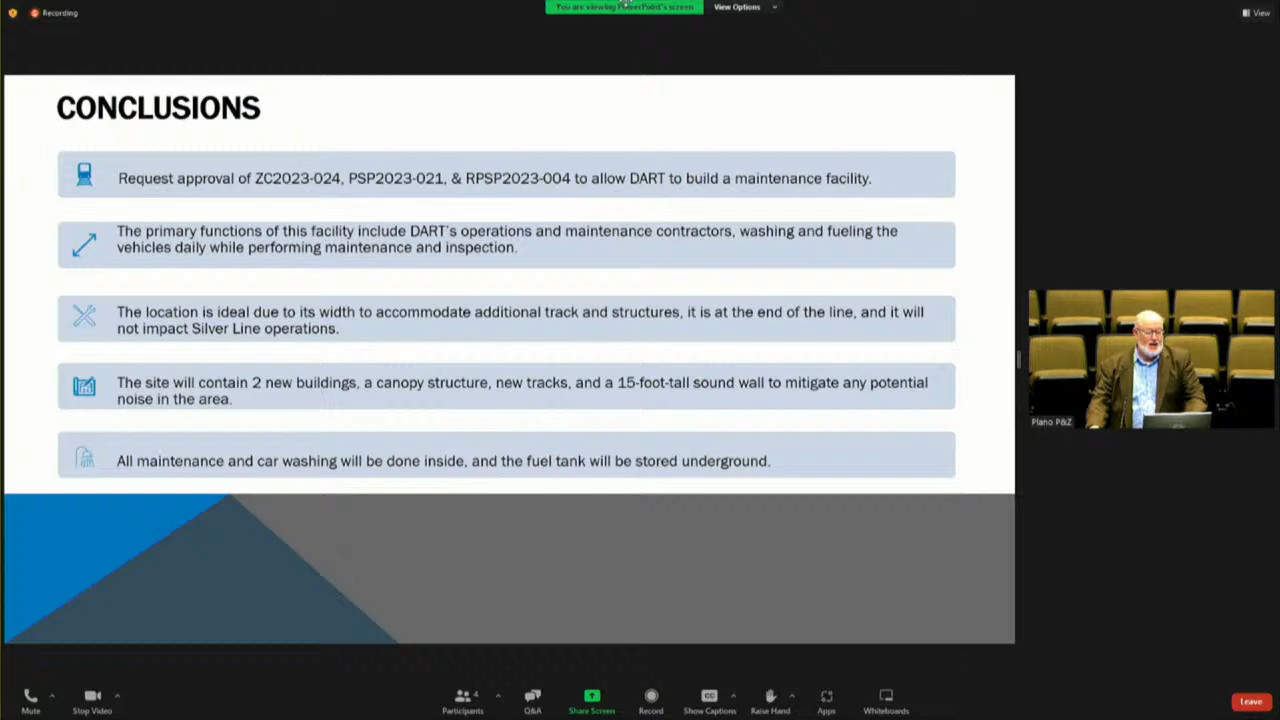 Recording
You are viewing PowerPoint's screen
View Options
View
CONCLUSIONS
Request approval of ZC2023-024, PSP2023-021, & RPSP2023-004 to allow DART to build a maintenance facility.
The primary functions of this facility include DART's operations and maintenance contractors, washing and fueling the
vehicles daily while performing maintenance and inspection.
The location is ideal due to its width to accommodate additional track and structures, it is at the end of the line, and it will
not impact Silver Line operations.
The site will contain 2 new buildings, a canopy structure, new tracks, and a 15-foot-tall sound wall to mitigate any potential
noise in the area.
All maintenance and car washing will be done inside, and the fuel tank will be stored underground.
Plano P&Z
Mute
Stop Video
4
Participants
Q&A
Share Screen
Record
CC
Show Captions
Raise Hand
Apps
Whiteboards
Leave